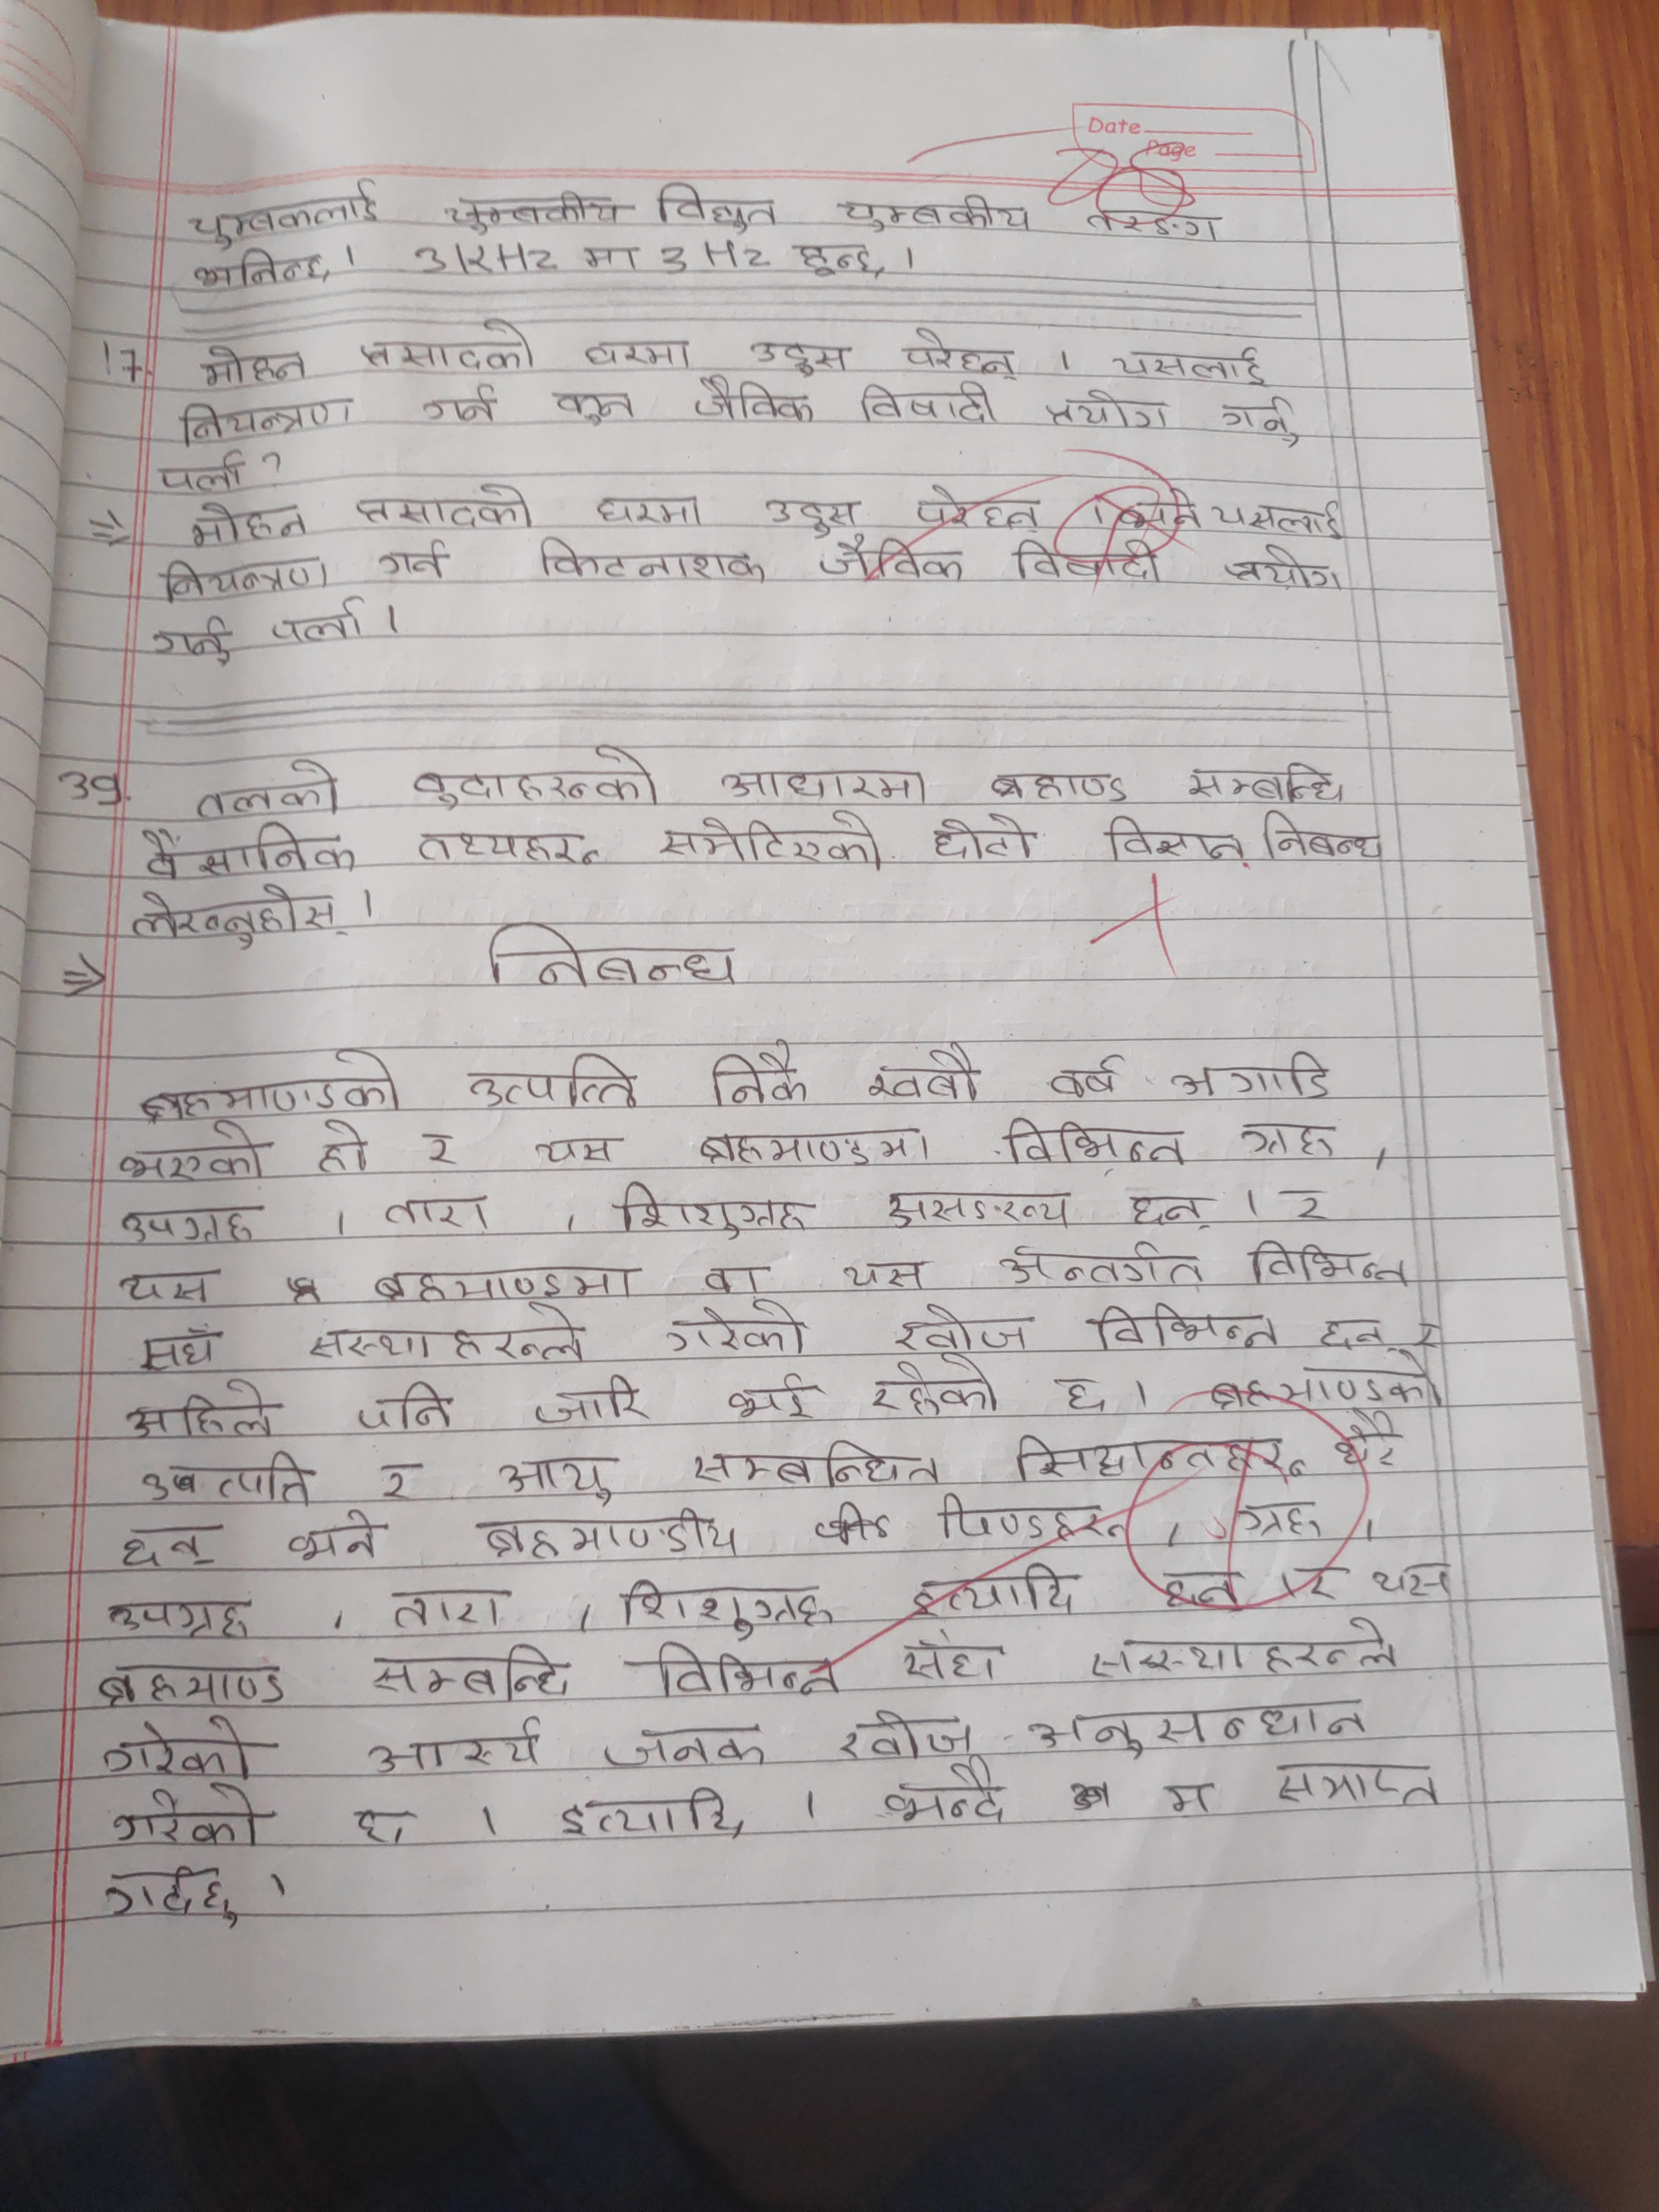 Date
Page
चुम्बकलाई चुम्बकीय विद्युत चुम्बकीय तरङ्ग
भनिन्छ। 3KHz मा 3Hz हुन्छ।
17. मोहन प्रसादको घरमा उडुस परेछन्। यसलाई
नियन्त्रण गर्न कुन जैविक विषादी प्रयोग गर्नु
पर्ला?
⇒ मोहन प्रसादको घरमा उडुस परेछन् । भने यसलाई
नियन्त्रण गर्न किटनाशक जैविक विषादी प्रयोग
गर्नु पर्ला।
39. तलको बुदाहरुको आधारमा ब्रहाण्ड सम्बन्धि
वैज्ञानिक तथ्यहरु समेटिएको छोटो विज्ञान निबन्ध
लेख्नुहोस्।
⇒ निबन्ध
ब्रह्माण्डको उत्पत्ति निकै खर्बौ वर्ष अगाडि
भएको हो र यस ब्रह्माण्डमा विभिन्न ग्रह,
उपग्रह, तारा, शिशुग्रह असङख्य छन्। र
यस ब्रह्माण्डमा वा यस अन्तर्गत विभिन्न
संघ संस्थाहरुले गरेको खोज विभिन्न छन् र
अहिले पनि जारि भई रहेको छ। ब्रह्माण्डको
उत्पति र आयु सम्बन्धित सिद्धान्तहरु धेरै
छन् भने ब्रह्माण्डीय पिण्डहरु, ग्रह,
उपग्रह, तारा, शिशुग्रह इत्यादि छन्। र यस
ब्रह्माण्ड सम्बन्धि विभिन्न संघ संस्थाहरुले
गरेको आर्स्य जनक खोज अनुसन्धान
गरेको छ। इत्यादि, । भन्दै म समाप्त
गर्दछु।